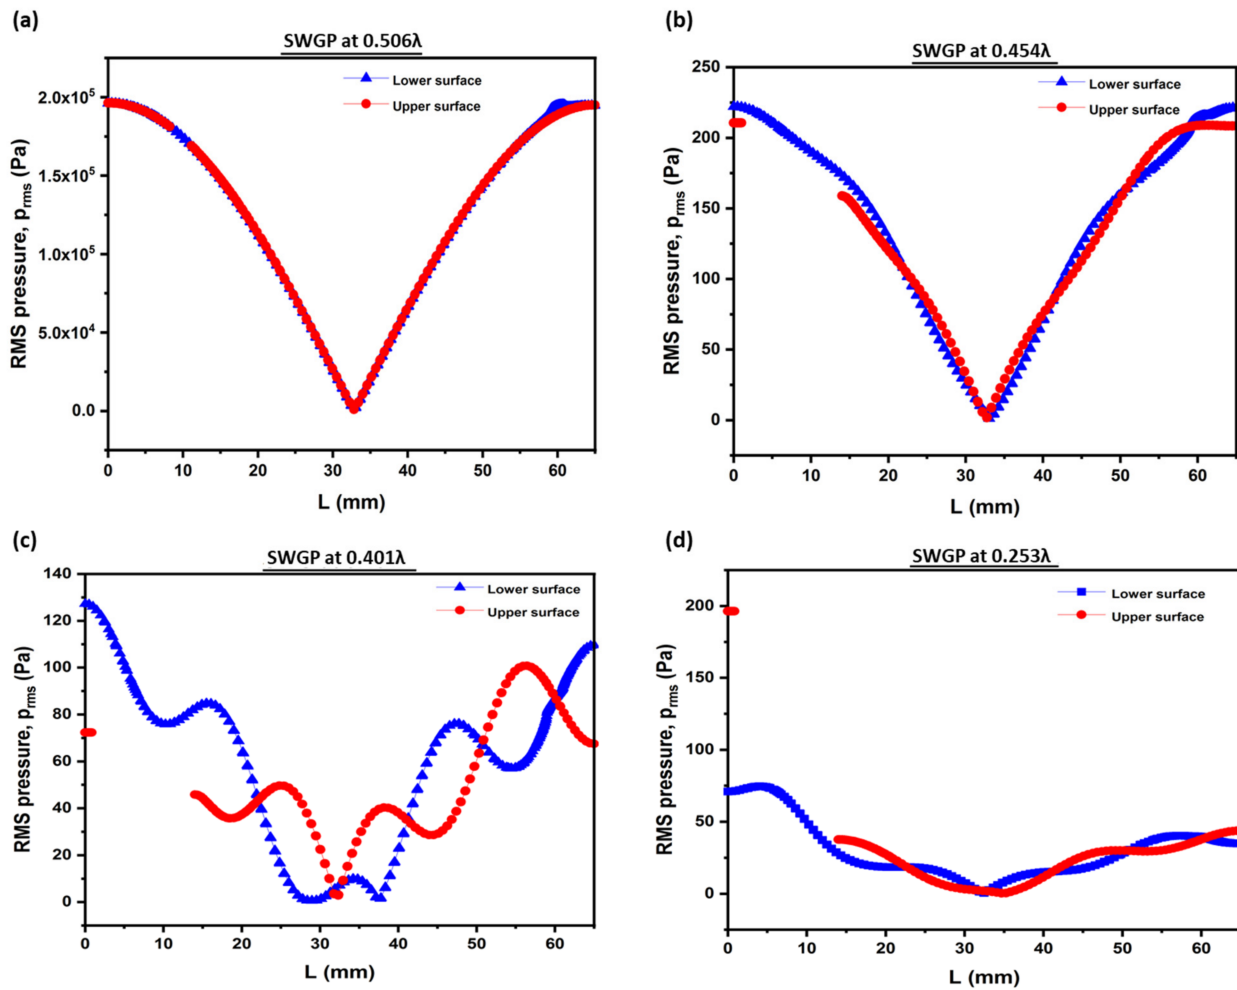 (a)
SWGP at 0.506λ
Lower surface
Upper surface
2.0x10⁵
1.5x10⁵
1.0x10⁵
5.0x10⁴
0.0
RMS pressure, p_rms (Pa)
0 10 20 30 40 50 60
L (mm)
(b)
SWGP at 0.454λ
Lower surface
Upper surface
250
200
150
100
50
0
RMS pressure, p_rms (Pa)
0 10 20 30 40 50 60
L (mm)
(c)
SWGP at 0.401λ
Lower surface
Upper surface
140
120
100
80
60
40
20
0
RMS pressure, p_rms (Pa)
0 10 20 30 40 50 60
L (mm)
(d)
SWGP at 0.253λ
Lower surface
Upper surface
200
150
100
50
0
RMS pressure, p_rms (Pa)
0 10 20 30 40 50 60
L (mm)